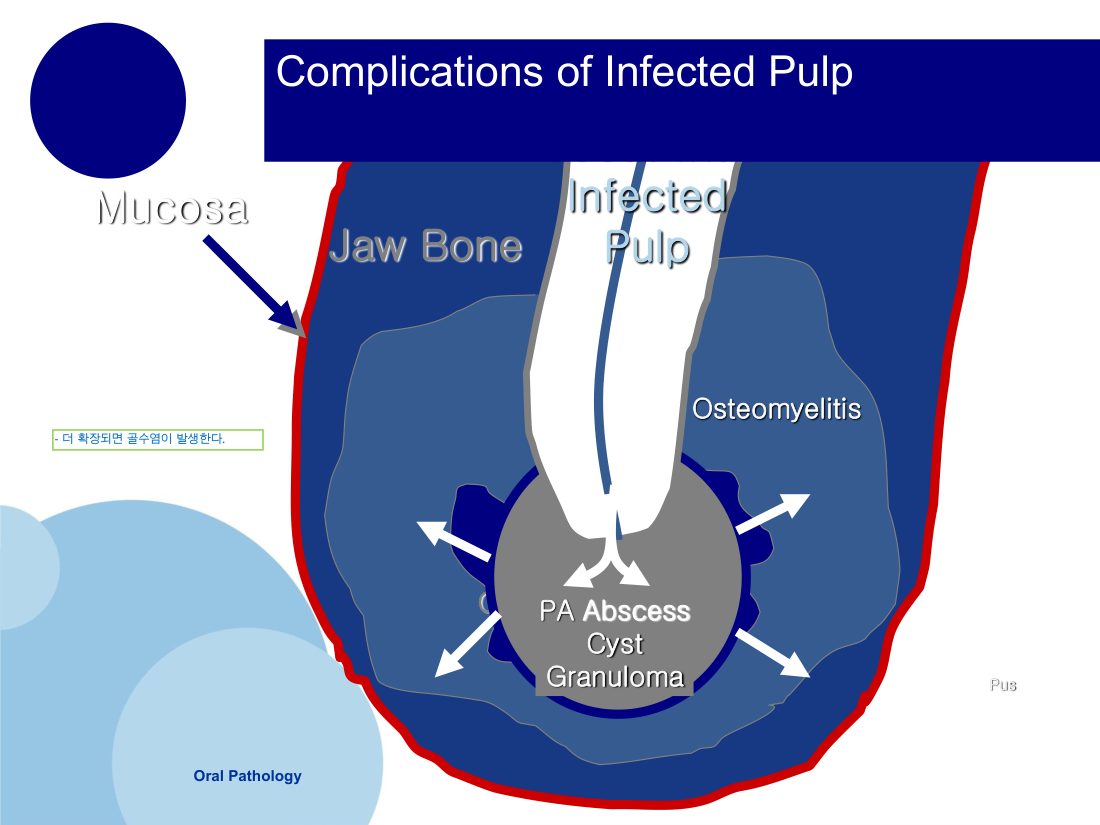 Complications of Infected Pulp
Mucosa
Jaw Bone
Infected
Pulp
Osteomyelitis
- 더 확장되면 골수염이 발생한다.
PA Abscess
Cyst
Granuloma
Pus
Oral Pathology